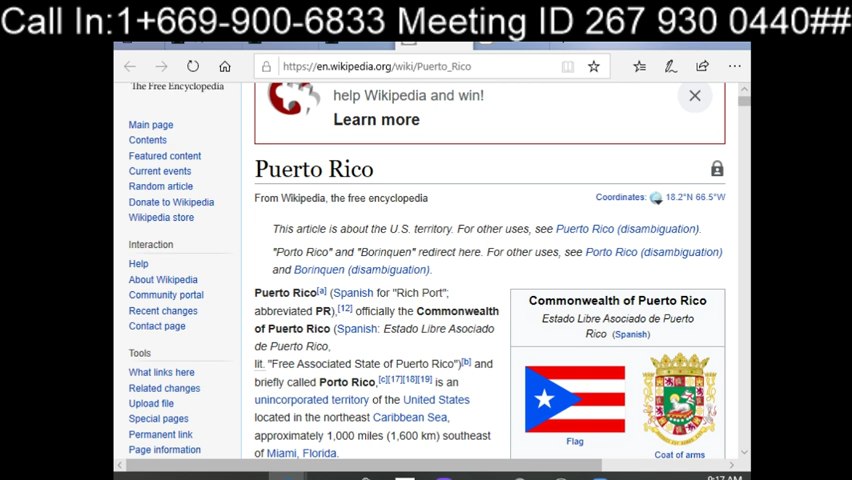 Call In:1+669-900-6833 Meeting ID 267 930 0440##
https://en.wikipedia.org/wiki/Puerto_Rico
The Free Encyclopedia
help Wikipedia and win!
Learn more
Main page
Contents
Featured content
Current events
Random article
Donate to Wikipedia
Wikipedia store
Interaction
Help
About Wikipedia
Community portal
Recent changes
Contact page
Tools
What links here
Related changes
Upload file
Special pages
Permanent link
Page information
Puerto Rico
From Wikipedia, the free encyclopedia
Coordinates: 18.2°N 66.5°W
This article is about the U.S. territory. For other uses, see Puerto Rico (disambiguation).
"Porto Rico" and "Borinquen" redirect here. For other uses, see Porto Rico (disambiguation)
and Borinquen (disambiguation).
Puerto Rico[a] (Spanish for "Rich Port";
abbreviated PR),[12] officially the Commonwealth
of Puerto Rico (Spanish: Estado Libre Asociado
de Puerto Rico,
lit. "Free Associated State of Puerto Rico")[b] and
briefly called Porto Rico,[c][17][18][19] is an
unincorporated territory of the United States
located in the northeast Caribbean Sea,
approximately 1,000 miles (1,600 km) southeast
of Miami, Florida.
Commonwealth of Puerto Rico
Estado Libre Asociado de Puerto
Rico (Spanish)
Flag
Coat of arms
9:17 AM